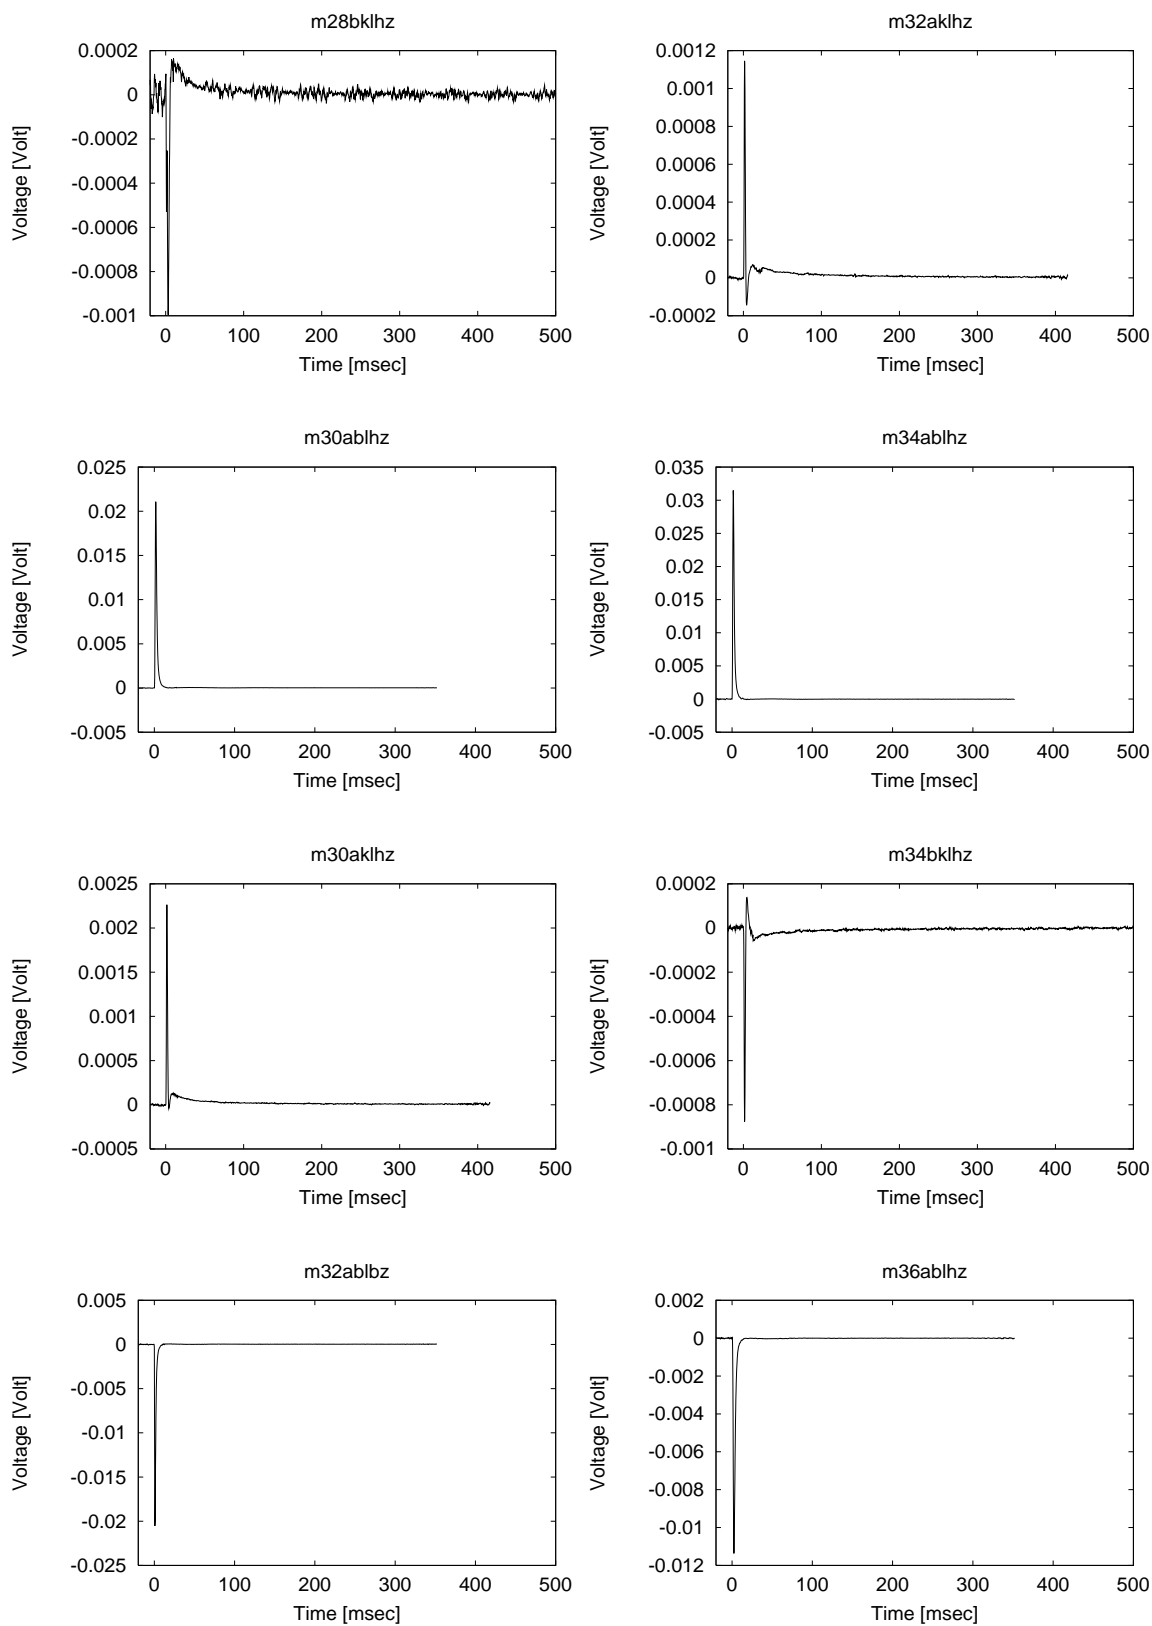 m28bklhz
0.0002
0
-0.0002
-0.0004
-0.0006
-0.0008
-0.001
0 100 200 300 400 500
Voltage [Volt]
Time [msec]
m32aklhz
0.0012
0.001
0.0008
0.0006
0.0004
0.0002
0
-0.0002
0 100 200 300 400 500
Voltage [Volt]
Time [msec]
m30ablhz
0.025
0.02
0.015
0.01
0.005
0
-0.005
0 100 200 300 400 500
Voltage [Volt]
Time [msec]
m34ablhz
0.035
0.03
0.025
0.02
0.015
0.01
0.005
0
-0.005
0 100 200 300 400 500
Voltage [Volt]
Time [msec]
m30aklhz
0.0025
0.002
0.0015
0.001
0.0005
0
-0.0005
0 100 200 300 400 500
Voltage [Volt]
Time [msec]
m34bklhz
0.0002
0
-0.0002
-0.0004
-0.0006
-0.0008
-0.001
0 100 200 300 400 500
Voltage [Volt]
Time [msec]
m32ablbz
0.005
0
-0.005
-0.01
-0.015
-0.02
-0.025
0 100 200 300 400 500
Voltage [Volt]
Time [msec]
m36ablhz
0.002
0
-0.002
-0.004
-0.006
-0.008
-0.01
-0.012
0 100 200 300 400 500
Voltage [Volt]
Time [msec]